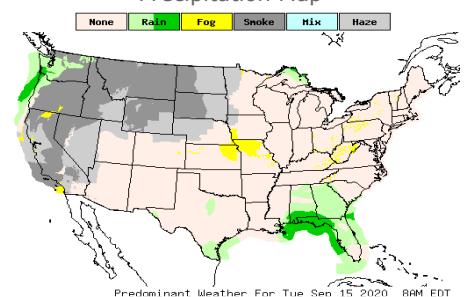 Precipitation Map
None Rain Fog Smoke Mix Haze
Predominant Weather For Tue Sep 15 2020 8AM EDT